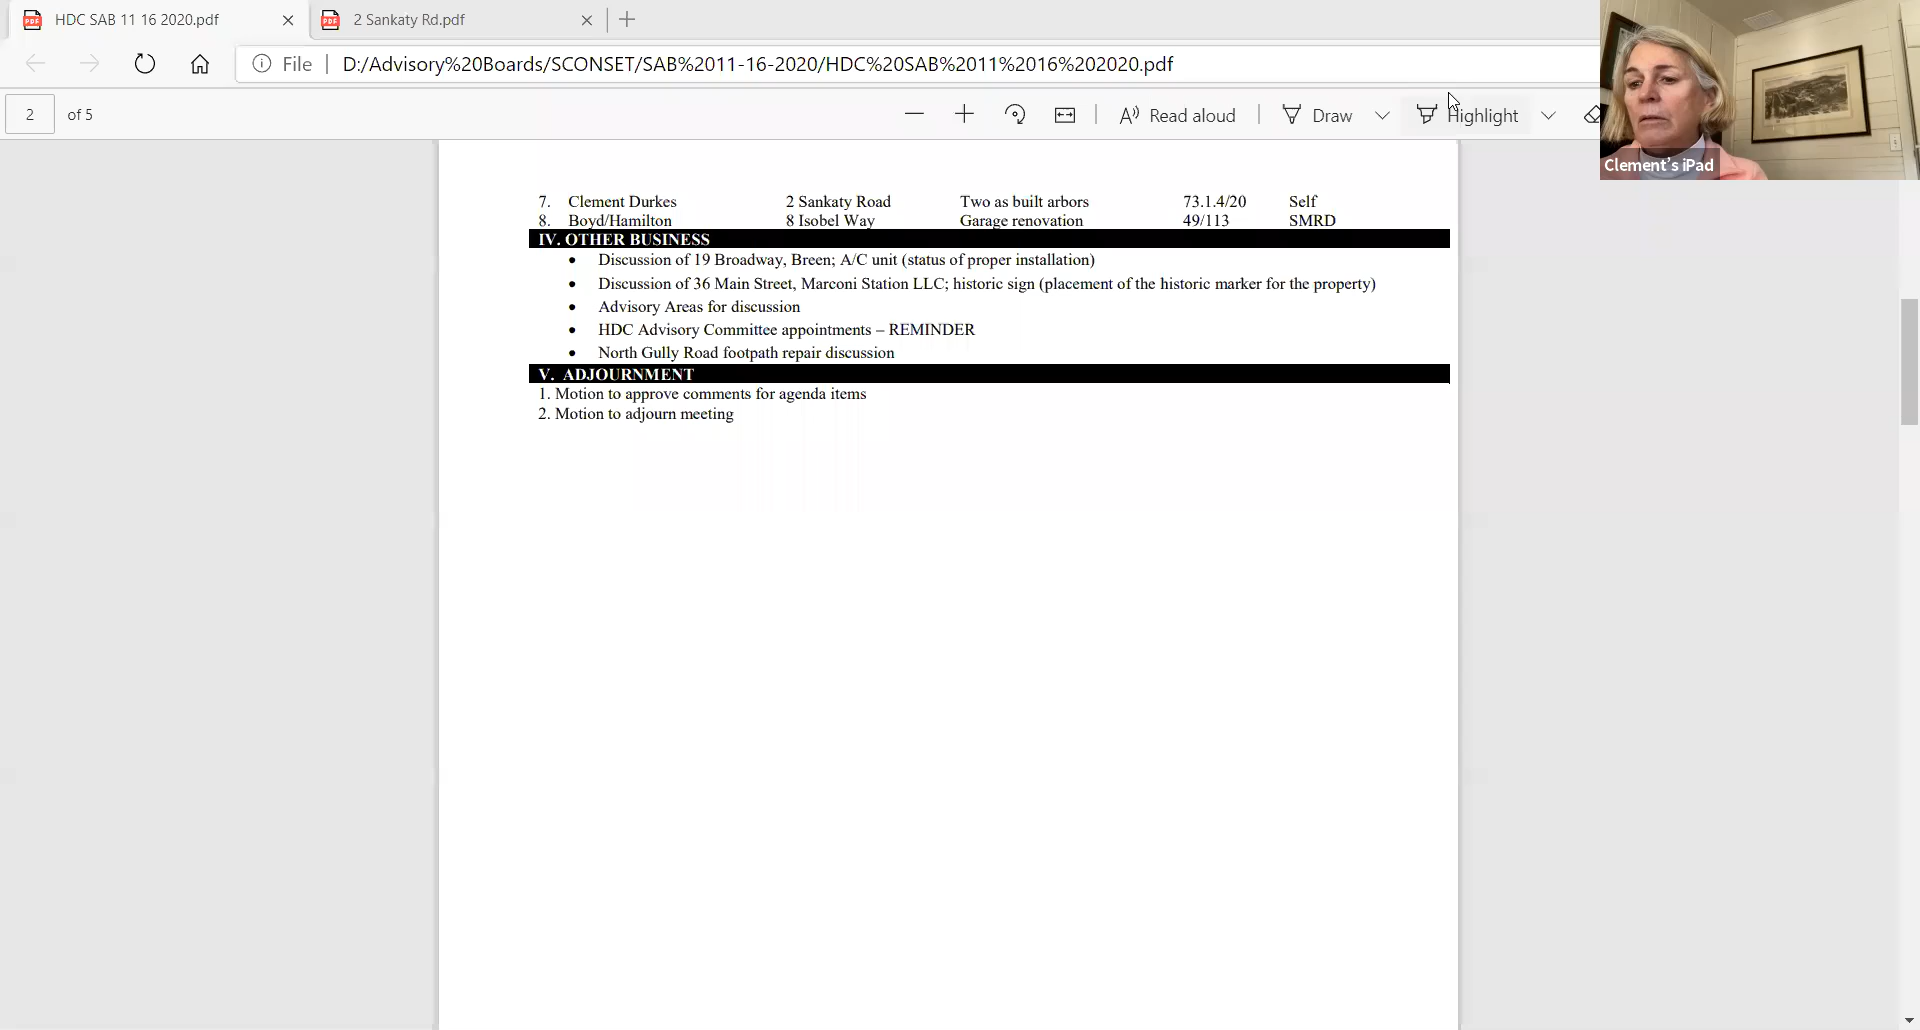 HDC SAB 11 16 2020.pdf
2 Sankaty Rd.pdf
File
D:/Advisory%20Boards/SCONSET/SAB%2011-16-2020/HDC%20SAB%2011%2016%202020.pdf
2 of 5
Read aloud
Draw
Highlight
Clement's iPad
7. Clement Durkes 2 Sankaty Road Two as built arbors 73.1.4/20 Self
8. Boyd/Hamilton 8 Isobel Way Garage renovation 49/113 SMRD
IV. OTHER BUSINESS
• Discussion of 19 Broadway, Breen; A/C unit (status of proper installation)
• Discussion of 36 Main Street, Marconi Station LLC; historic sign (placement of the historic marker for the property)
• Advisory Areas for discussion
• HDC Advisory Committee appointments – REMINDER
• North Gully Road footpath repair discussion
V. ADJOURNMENT
1. Motion to approve comments for agenda items
2. Motion to adjourn meeting